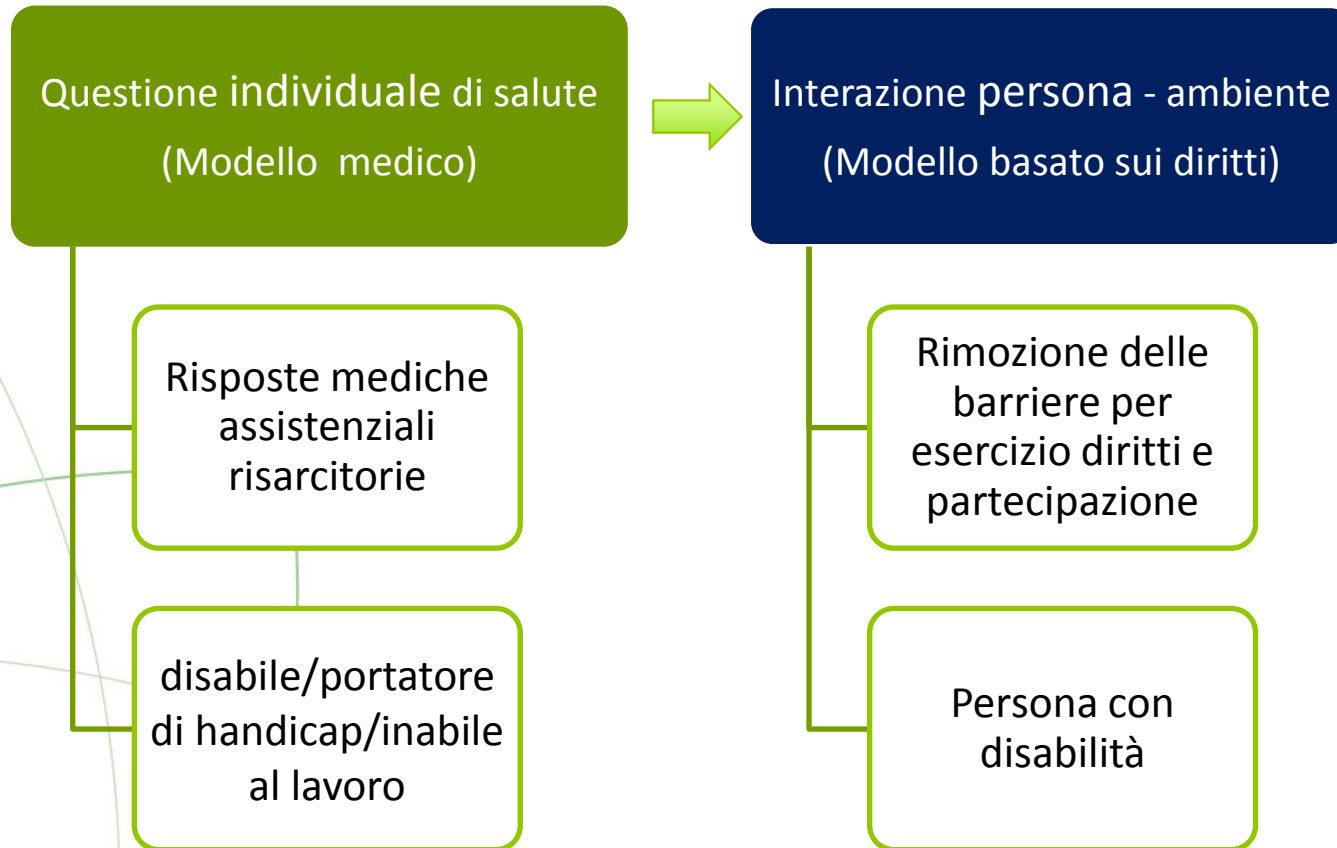 Questione individuale di salute
(Modello medico)
Risposte mediche
assistenziali
risarcitorie
disabile/portatore
di handicap/inabile
al lavoro
Interazione persona - ambiente
(Modello basato sui diritti)
Rimozione delle
barriere per
esercizio diritti e
partecipazione
Persona con
disabilità